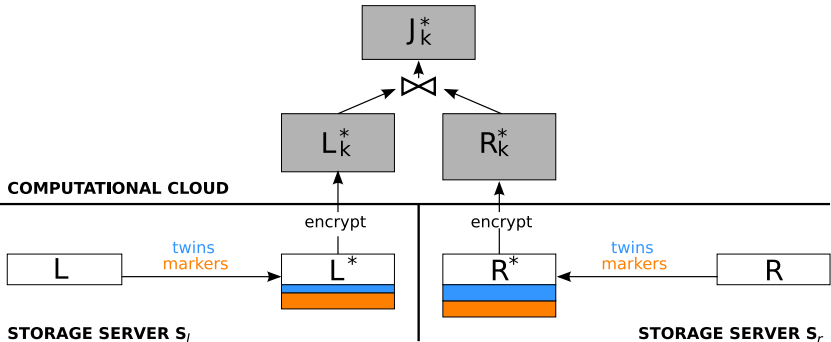 J*k
L*k
R*k
COMPUTATIONAL CLOUD
encrypt
encrypt
twins
markers
twins
markers
L
L*
R*
R
STORAGE SERVER Sl
STORAGE SERVER Sr